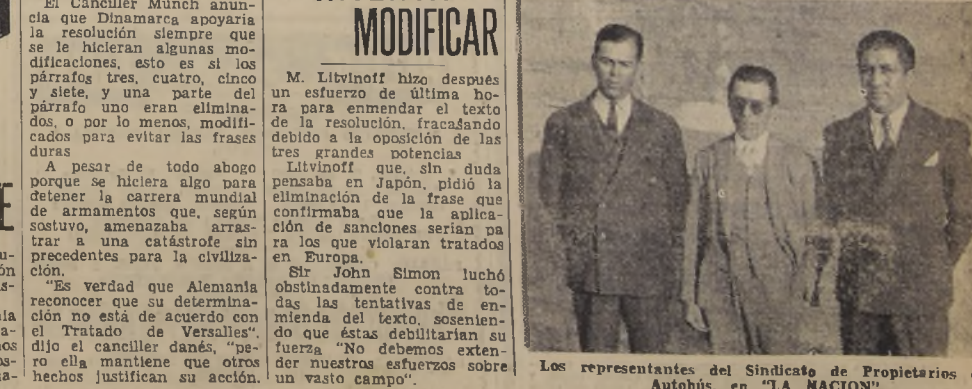 El Canciller Munch anun-
cia que Dinamarca apoyaría
la resolución siempre que
se le hicieran algunas mo-
dificaciones, esto es si los
párrafos tres, cuatro, cinco
y siete, y una parte del
párrafo uno eran elimina-
dos, o por lo menos, modifi-
cados para evitar las frases
duras
A pesar de todo abogo
porque se hiciera algo para
detener la carrera mundial
de armamentos que, según
sostuvo, amenazaba arras-
trar a una catástrofe sin
precedentes para la civiliza-
ción.
"Es verdad que Alemania
reconocer que su determina-
ción no está de acuerdo con
el Tratado de Versalles",
dijo el canciller danés, "pe-
ro ella mantiene que otros
hechos justifican su acción.
MODIFICAR
M. Litvinoff hizo después
un esfuerzo de última ho-
ra para enmendar el texto
de la resolución, fracasando
debido a la oposición de las
tres grandes potencias
Litvinoff que, sin duda
pensaba en Japón, pidió la
eliminación de la frase que
confirmaba que la aplica-
ción de sanciones serían pa
ra los que violaran tratados
en Europa.
Sir John Simon luchó
obstinadamente contra to-
das las tentativas de en-
mienda del texto, sosenien-
do que éstas debilitarían su
fuerza "No debemos exten-
der nuestros esfuerzos sobre
un vasto campo".
Los representantes del Sindicato de Propietarios
Autobús en "LA NACION"